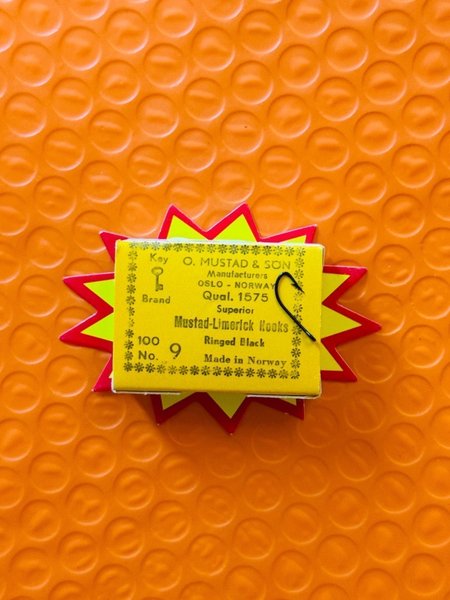 Key
Brand
O. MUSTAD & SÖN
Manufacturers
OSLO - NORWAY
Qual. 1575
Superior
Mustad-Limerick Hooks
100 Ringed Black
No. 9 Made in Norway